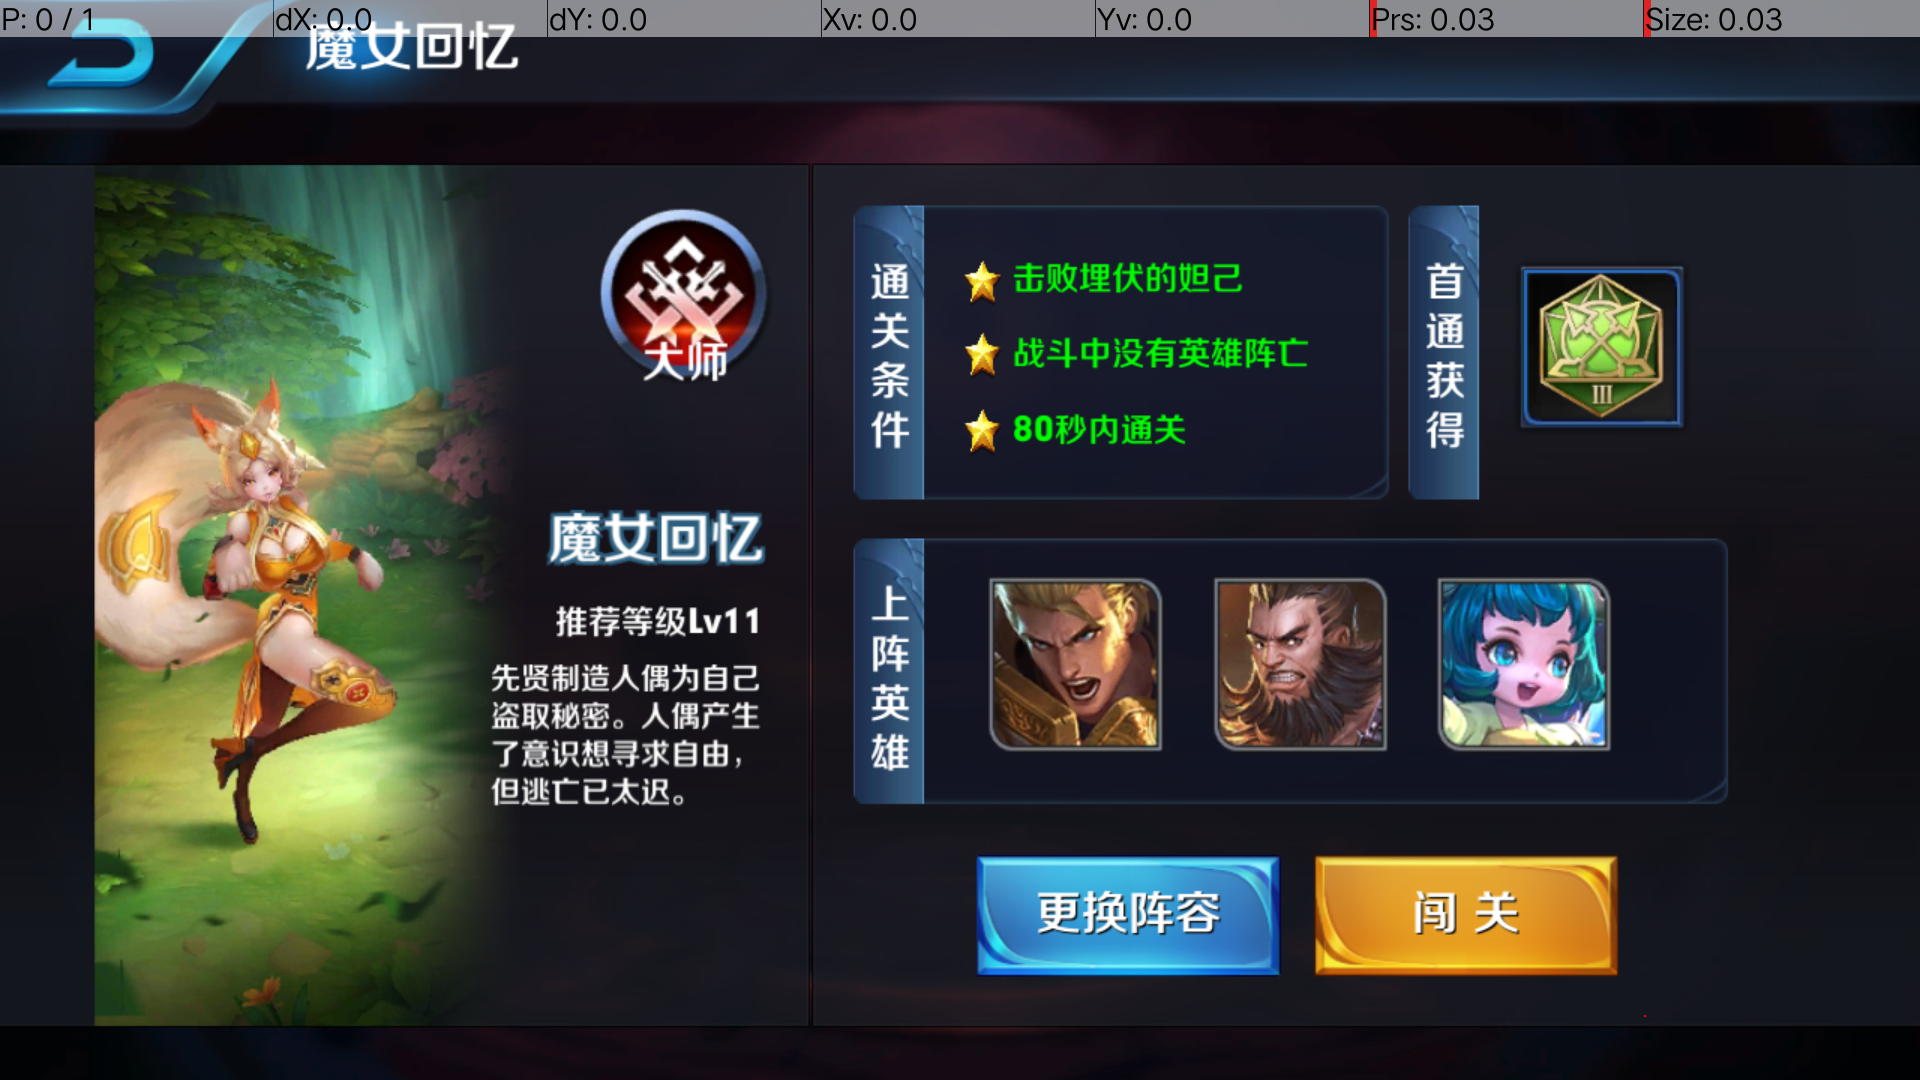 P: 0 / 1
dX: 0.0
dY: 0.0
Xv: 0.0
Yv: 0.0
Prs: 0.03
Size: 0.03
魔女回忆
大师
魔女回忆
推荐等级Lv11
先贤制造人偶为自己
盗取秘密。人偶产生
了意识想寻求自由，
但逃亡已太迟。
通关条件
击败埋伏的妲己
战斗中没有英雄阵亡
80秒内通关
首通获得
III
上阵英雄
更换阵容
闯关